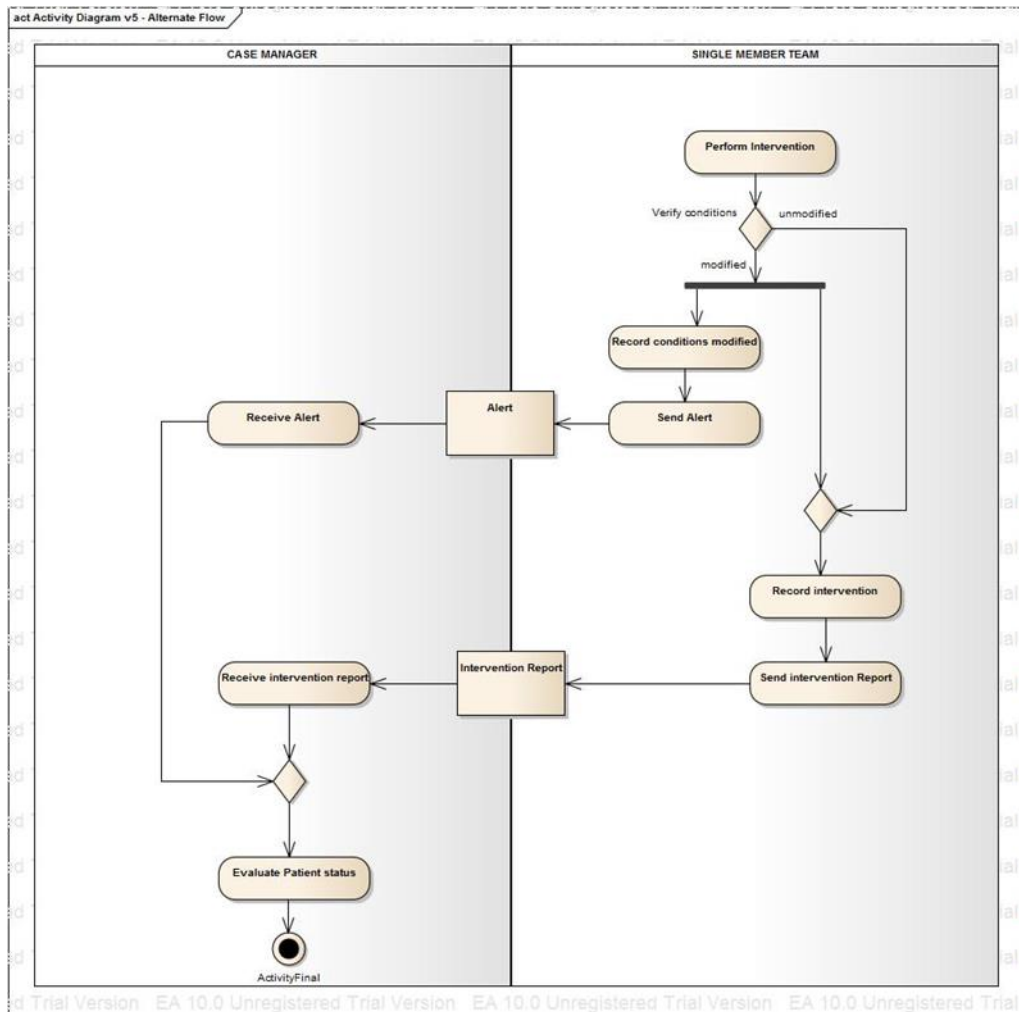 act Activity Diagram v5 - Alternate Flow
CASE MANAGER
SINGLE MEMBER TEAM
Perform Intervention
Verify conditions
unmodified
modified
Record conditions modified
Receive Alert
Alert
Send Alert
Record intervention
Receive intervention report
Intervention Report
Send intervention Report
Evaluate Patient status
ActivityFinal
d Trial Version EA 10.0 Unregistered Trial Version EA 10.0 Unregistered Trial Version EA 10.0 Unregistered Trial